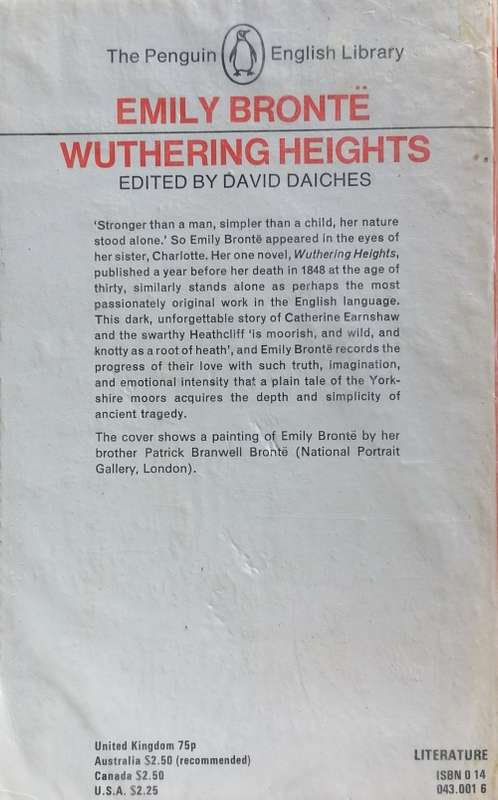 The Penguin English Library
EMILY BRONTË
WUTHERING HEIGHTS
EDITED BY DAVID DAICHES
'Stronger than a man, simpler than a child, her nature
stood alone.' So Emily Brontë appeared in the eyes of
her sister, Charlotte. Her one novel, Wuthering Heights,
published a year before her death in 1848 at the age of
thirty, similarly stands alone as perhaps the most
passionately original work in the English language.
This dark, unforgettable story of Catherine Earnshaw
and the swarthy Heathcliff 'is moorish, and wild, and
knotty as a root of heath', and Emily Brontë records the
progress of their love with such truth, imagination,
and emotional intensity that a plain tale of the York-
shire moors acquires the depth and simplicity of
ancient tragedy.
The cover shows a painting of Emily Brontë by her
brother Patrick Branwell Brontë (National Portrait
Gallery, London).
United Kingdom 75p
Australia $2.50 (recommended)
Canada $2.50
U.S.A. $2.25
LITERATURE
ISBN 0 14
043.001 6